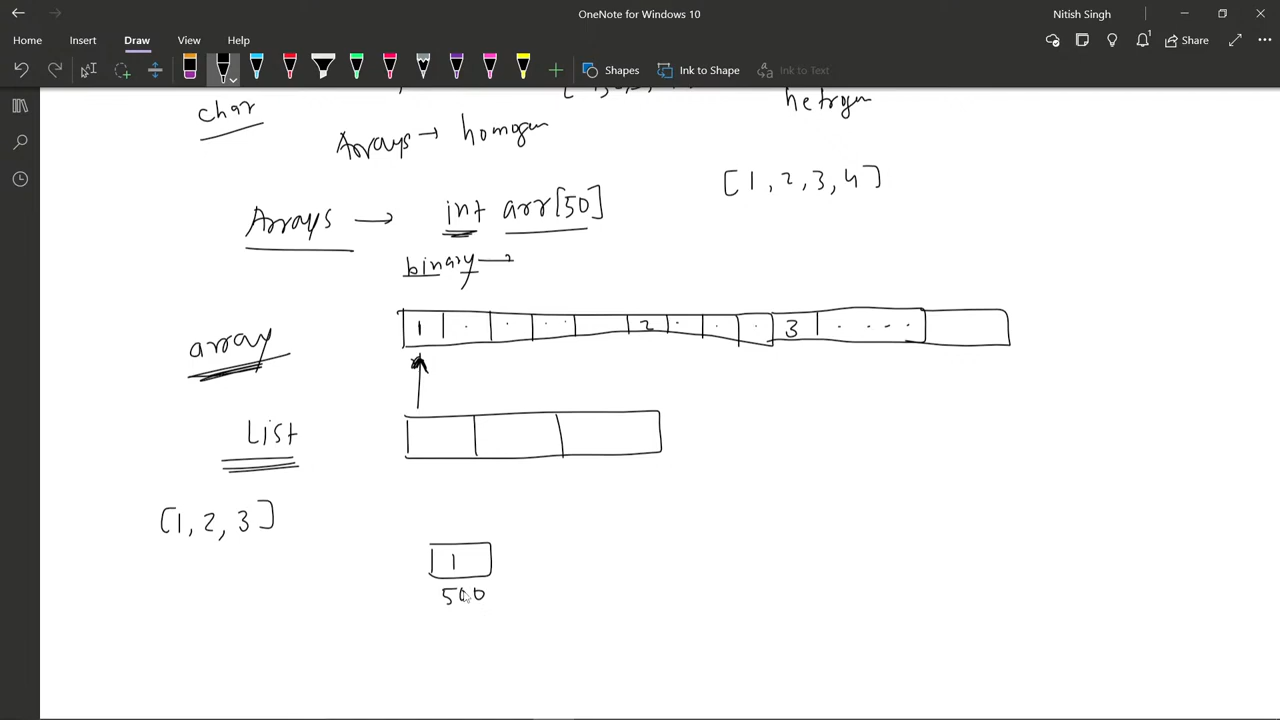 OneNote for Windows 10
Nitish Singh
Home Insert Draw View Help
Share
Shapes Ink to Shape Ink to Text
char
hetrogen
Arrays → homogen
[1, 2, 3, 4]
Arrays → int arr[50]
binary →
1 2 3
array
List
[1, 2, 3]
1
500